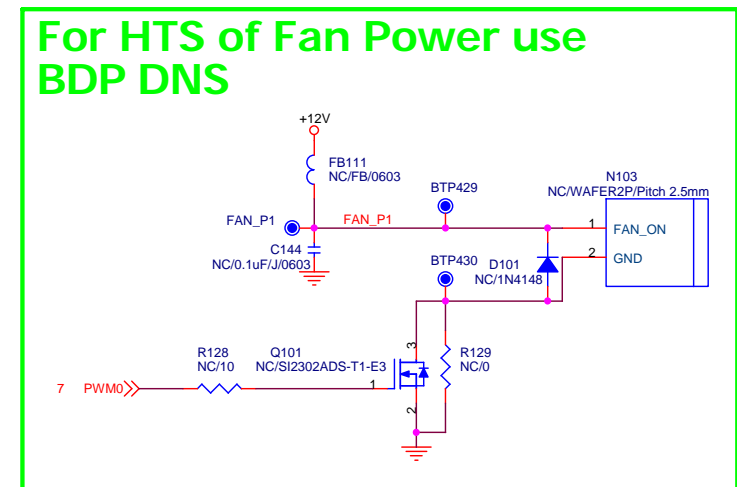 For HTS of Fan Power use
BDP DNS
+12V
FB111
NC/FB/0603
N103
NC/WAFER2P/Pitch 2.5mm
BTP429
FAN_P1
FAN_P1
1
FAN_ON
C144
NC/0.1uF/J/0603
BTP430
D101
NC/1N4148
2
GND
R128
NC/10
Q101
NC/SI2302ADS-T1-E3
3
R129
NC/0
7
PWM0
1
2